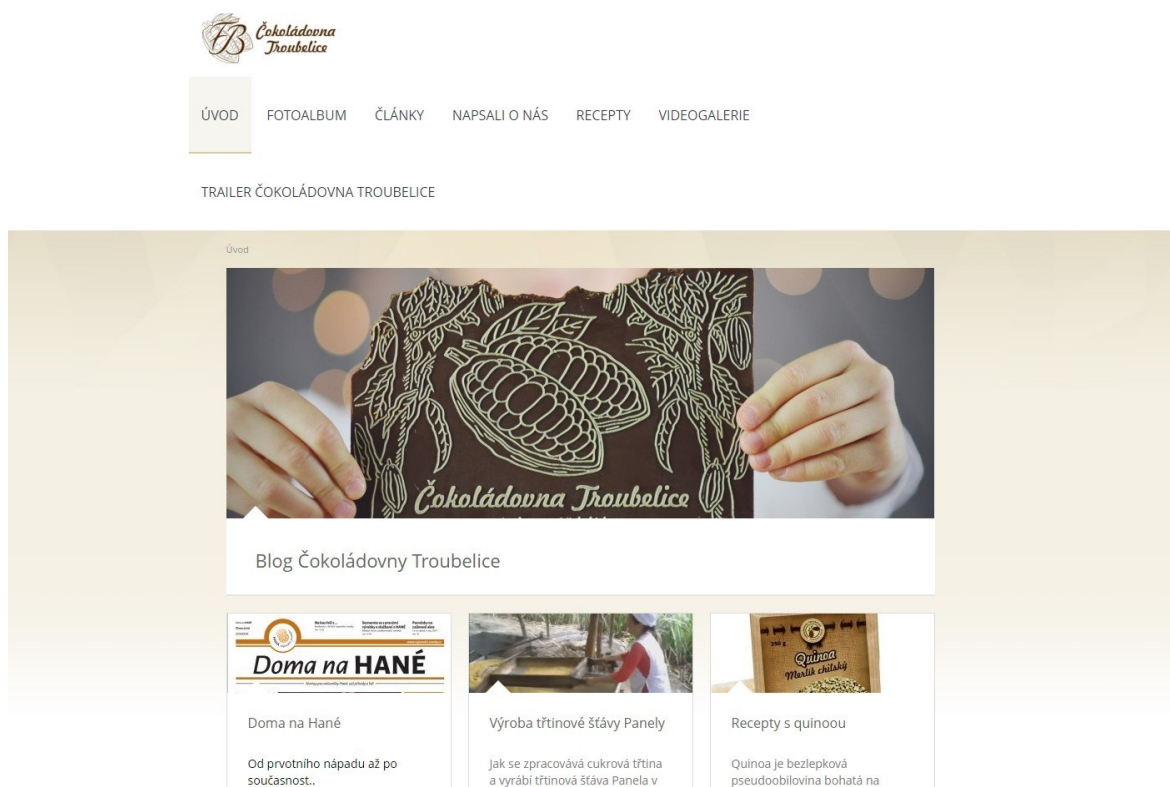 Čokoládovna
Troubelice
ÚVOD FOTOALBUM ČLÁNKY NAPSALI O NÁS RECEPTY VIDEOGALERIE
TRAILER ČOKOLÁDOVNA TROUBELICE
Úvod
Čokoládovna Troubelice
Blog Čokoládovny Troubelice
Doma na HANÉ
Doma na Hané
Od prvotního nápadu až po
současnost..
Výroba třtinové šťávy Panely
Jak se zpracovává cukrová třtina
a vyrábí třtinová šťáva Panela v
250 g
Quinoa
Merlík chilský
Recepty s quinoou
Quinoa je bezlepková
pseudoobilovina bohatá na